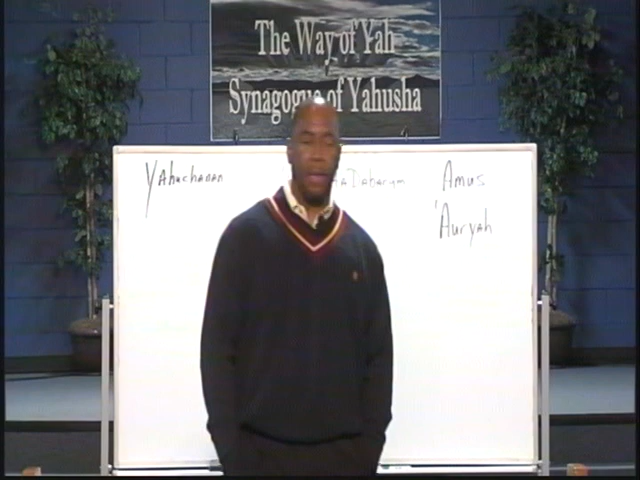 The Way of Yah
Synagogue of Yahusha
Yahuchanan
Amus
'Auryah